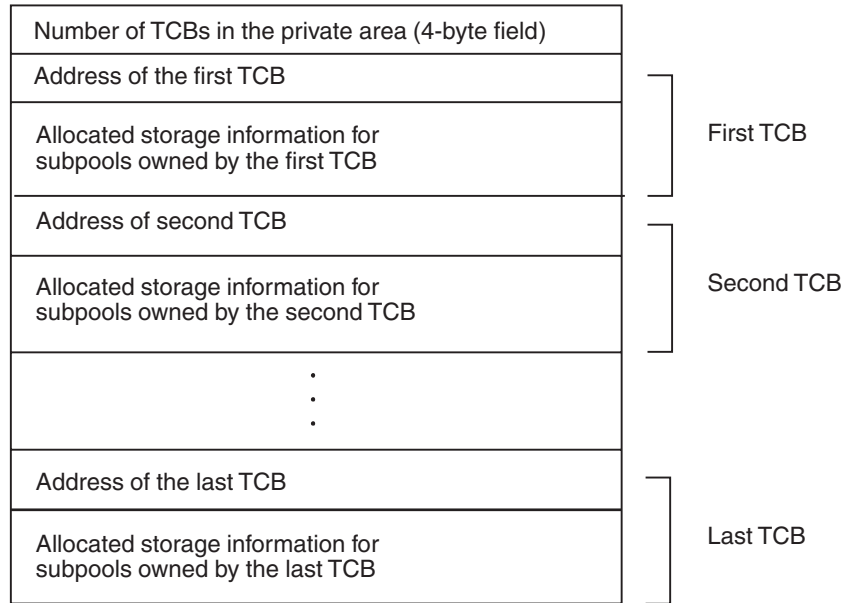 Number of TCBs in the private area (4-byte field)
Address of the first TCB
Allocated storage information for
subpools owned by the first TCB
First TCB
Address of second TCB
Allocated storage information for
subpools owned by the second TCB
Second TCB
.
.
.
Address of the last TCB
Allocated storage information for
subpools owned by the last TCB
Last TCB